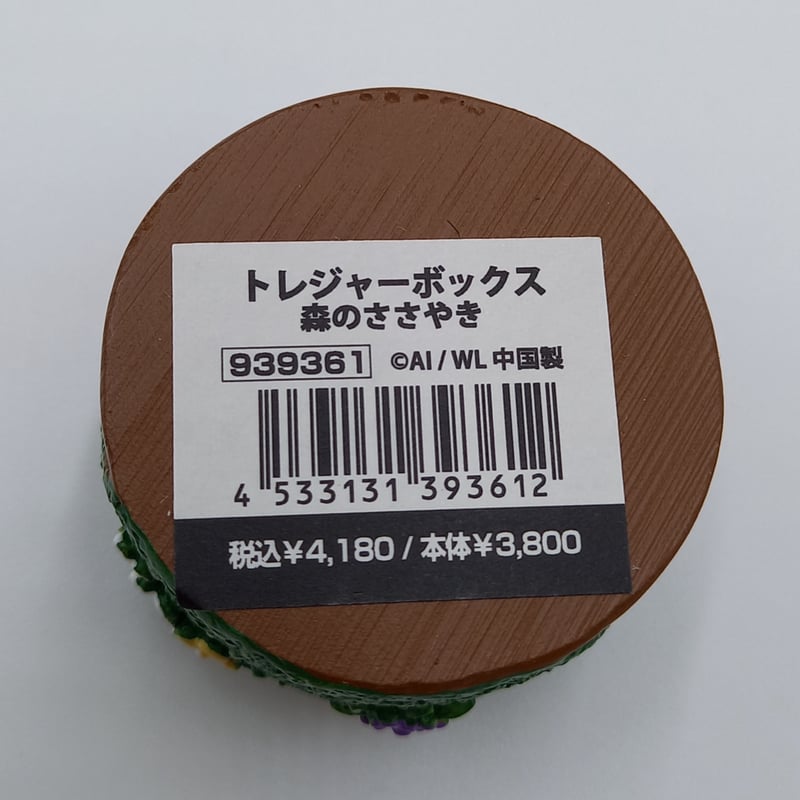 トレジャーボックス
森のささやき
939361 ©AI / WL 中国製
4 533131 393612
税込¥4,180 / 本体¥3,800